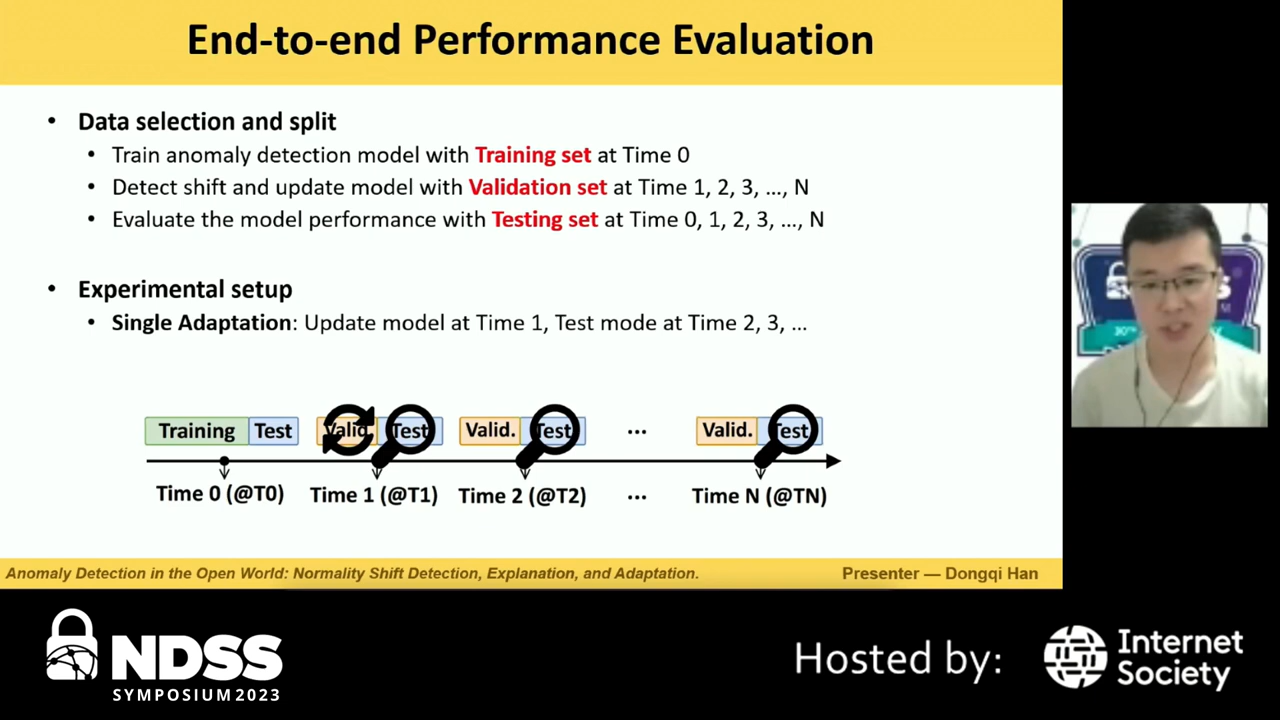 End-to-end Performance Evaluation
• Data selection and split
• Train anomaly detection model with Training set at Time 0
• Detect shift and update model with Validation set at Time 1, 2, 3, ..., N
• Evaluate the model performance with Testing set at Time 0, 1, 2, 3, ..., N
• Experimental setup
• Single Adaptation: Update model at Time 1, Test mode at Time 2, 3, ...
Training Test Valid. Test Valid. Test ... Valid. Test
Time 0 (@T0) Time 1 (@T1) Time 2 (@T2) ... Time N (@TN)
Anomaly Detection in the Open World: Normality Shift Detection, Explanation, and Adaptation. Presenter — Dongqi Han
NDSS
SYMPOSIUM 2023
Hosted by:
Internet
Society